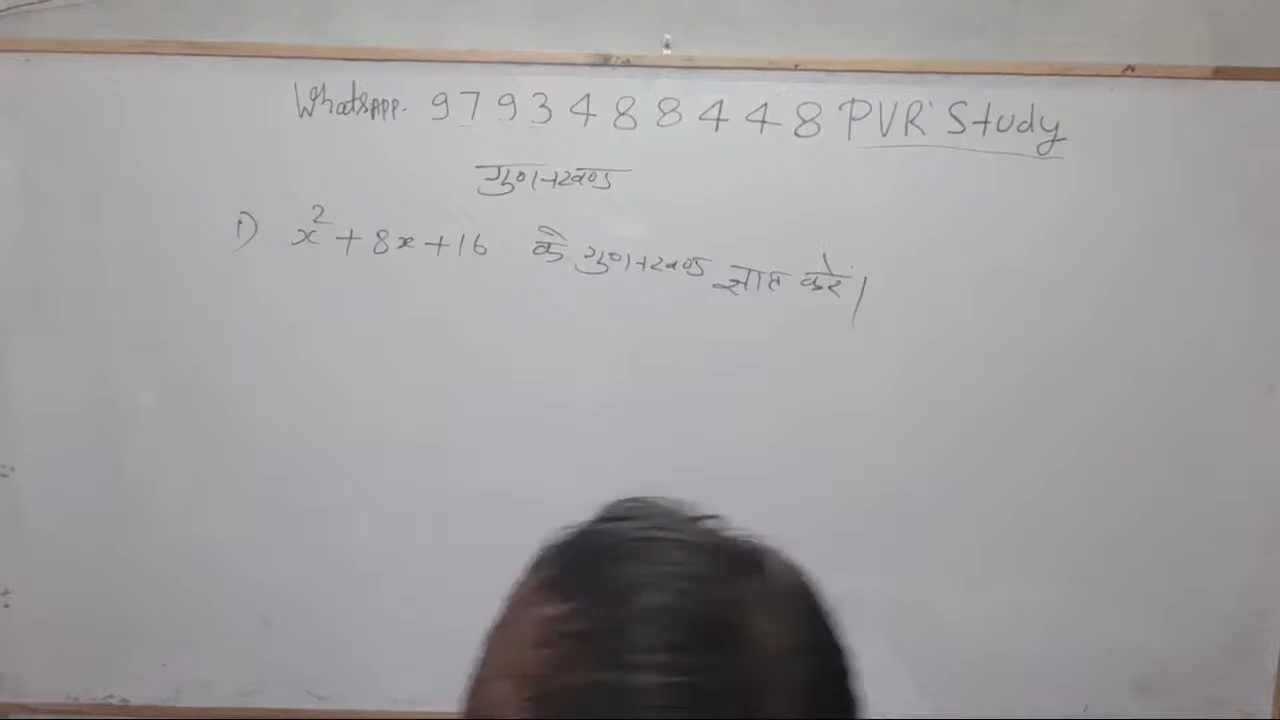 WhatsAPP. 9793488448 PVR Study
गुणनखण्ड
1) x² + 8x + 16 के गुणनखण्ड ज्ञात करें।